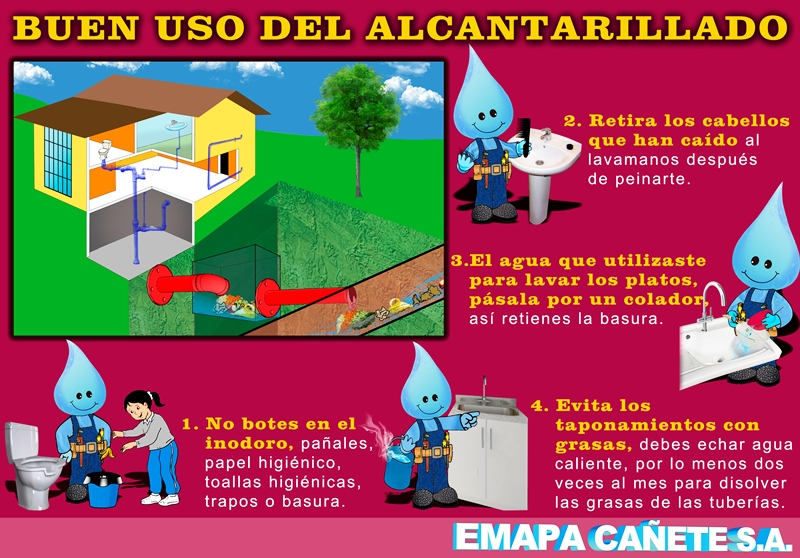 BUEN USO DEL ALCANTARILLADO
1. No botes en el
inodoro, pañales,
papel higiénico,
toallas higiénicas,
trapos o basura.
2. Retira los cabellos
que han caído al
lavamanos después
de peinarte.
3.El agua que utilizaste
para lavar los platos,
pásala por un colador,
así retienes la basura.
4. Evita los
taponamientos con
grasas, debes echar agua
caliente, por lo menos dos
veces al mes para disolver
las grasas de las tuberías.
EMAPA CAÑETE S.A.